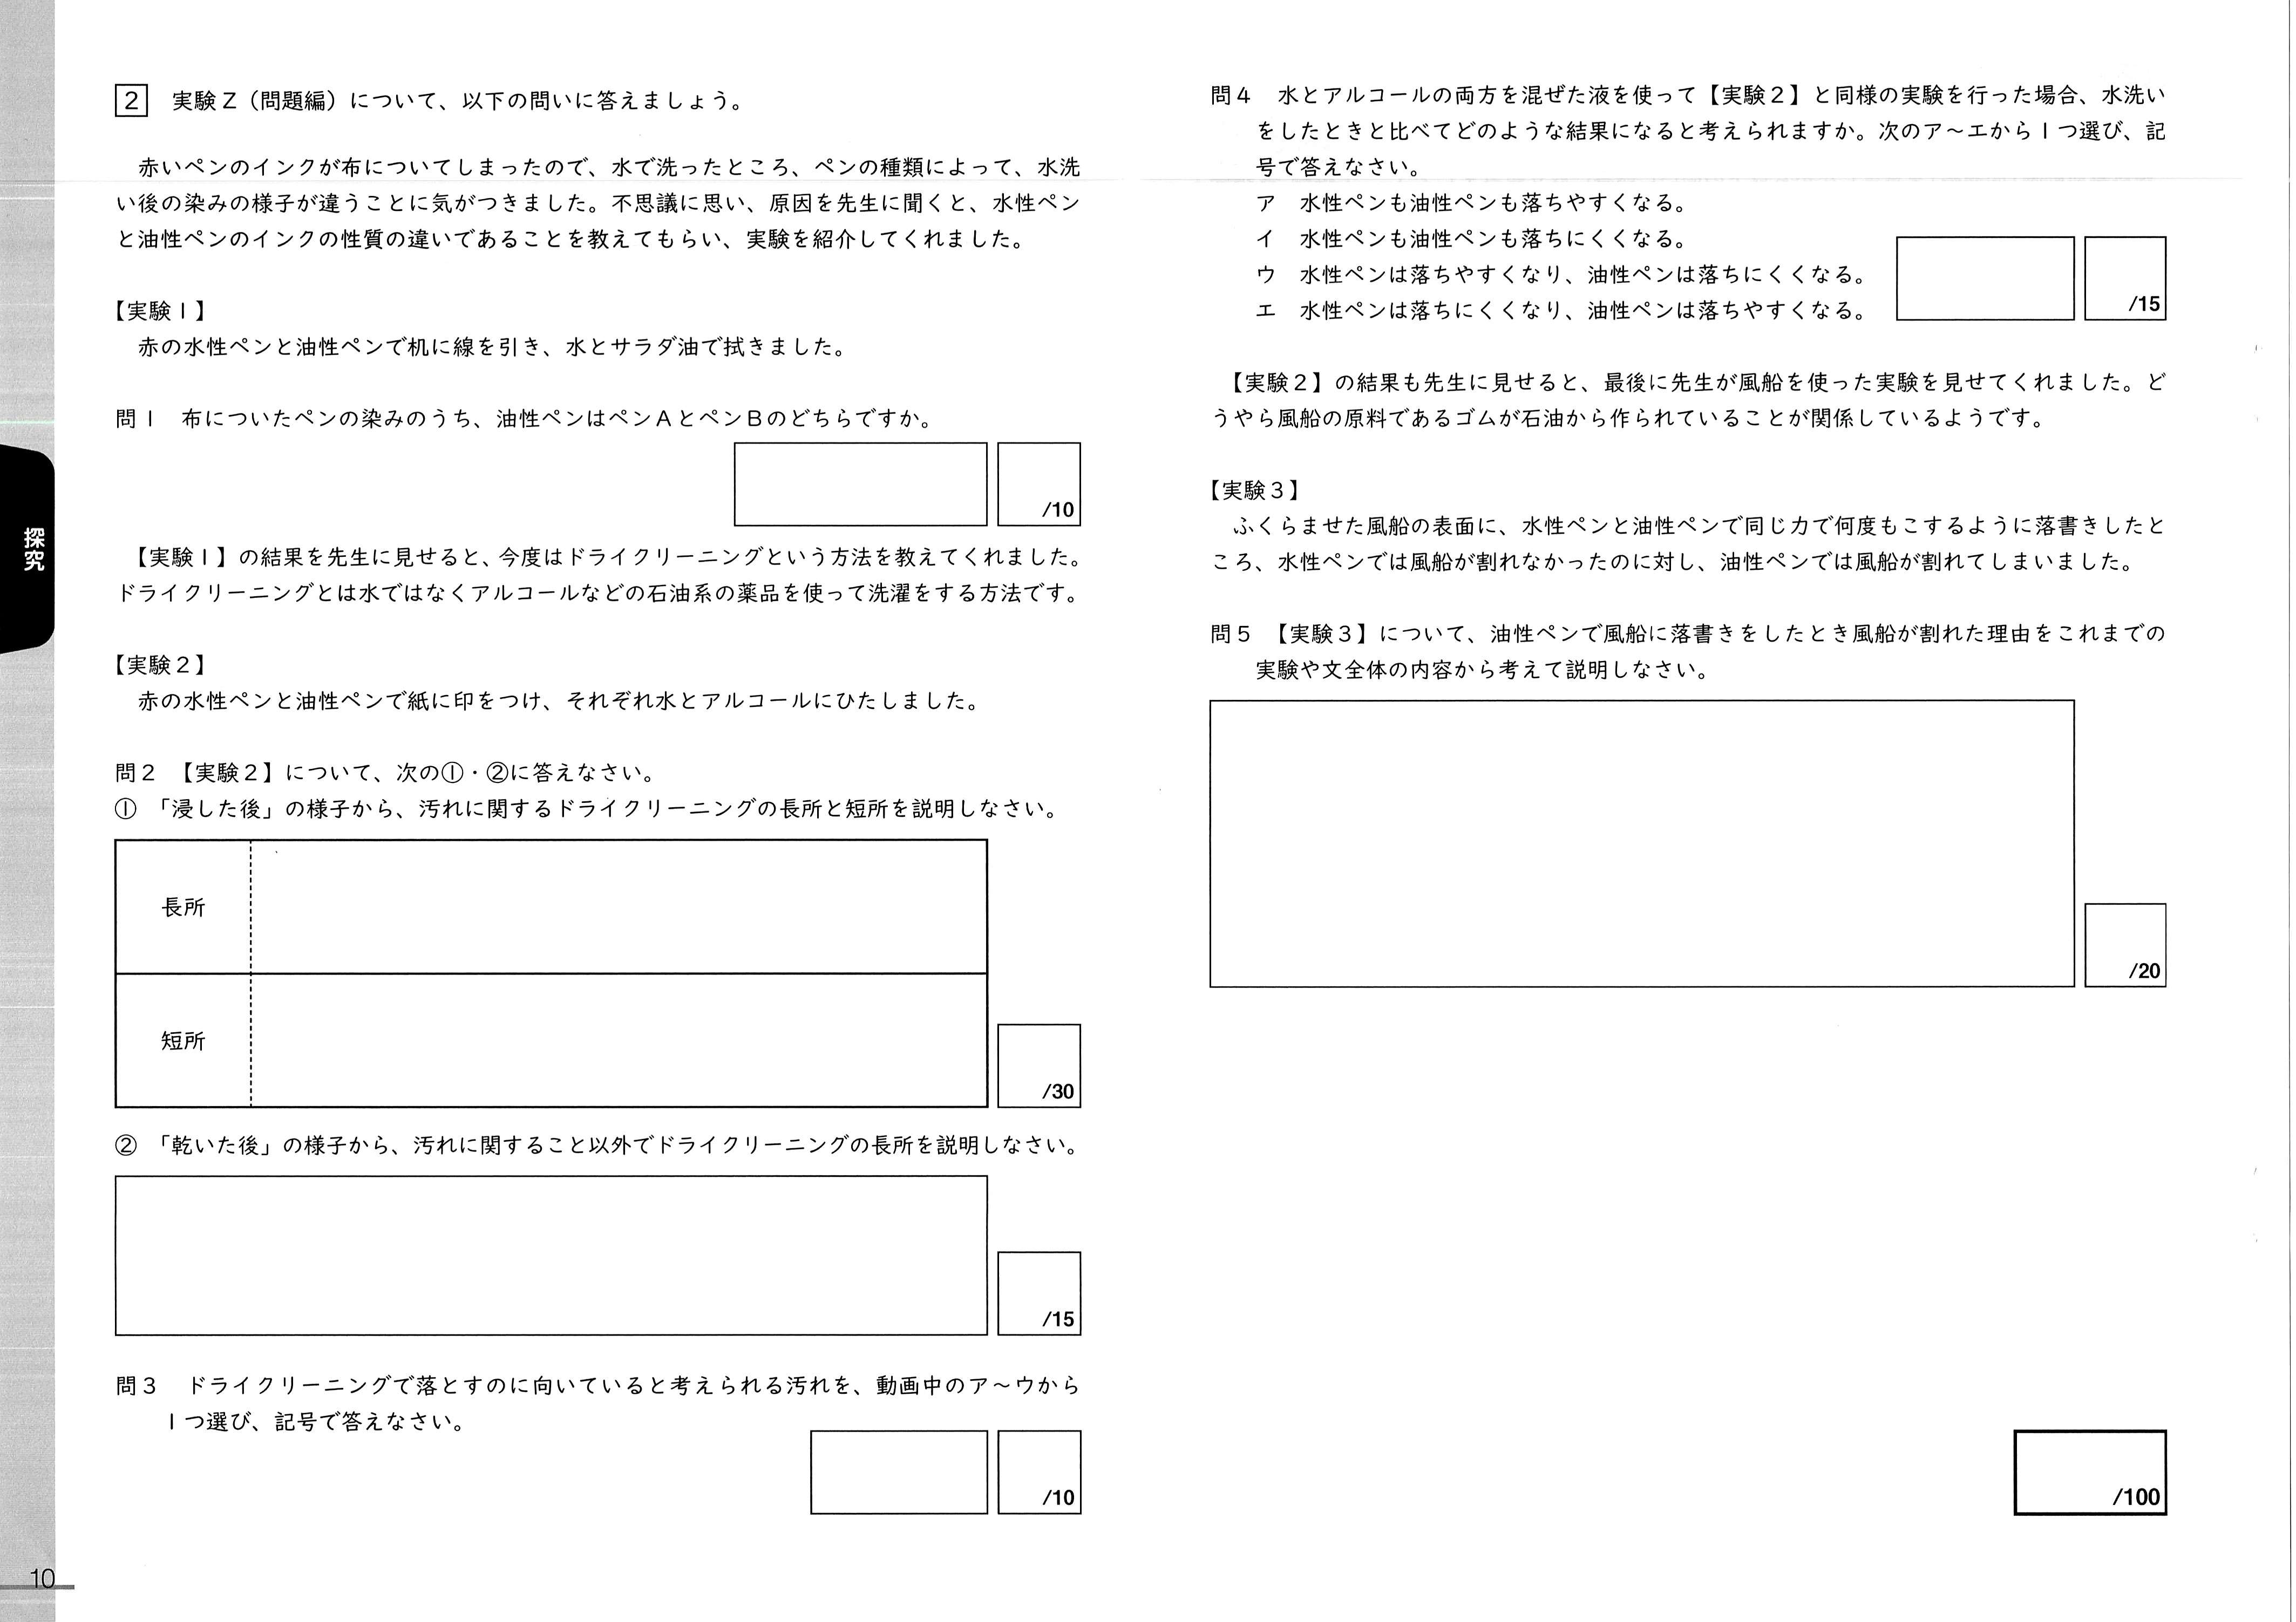 2 実験Z（問題編）について、以下の問いに答えましょう。
赤いペンのインクが布についてしまったので、水で洗ったところ、ペンの種類によって、水洗
い後の染みの様子が違うことに気がつきました。不思議に思い、原因を先生に聞くと、水性ペン
と油性ペンのインクの性質の違いであることを教えてもらい、実験を紹介してくれました。
【実験１】
赤の水性ペンと油性ペンで机に線を引き、水とサラダ油で拭きました。
問１ 布についたペンの染みのうち、油性ペンはペンAとペンBのどちらですか。
/10
【実験１】の結果を先生に見せると、今度はドライクリーニングという方法を教えてくれました。
ドライクリーニングとは水ではなくアルコールなどの石油系の薬品を使って洗濯をする方法です。
【実験２】
赤の水性ペンと油性ペンで紙に印をつけ、それぞれ水とアルコールにひたしました。
問２ 【実験２】について、次の①・②に答えなさい。
① 「浸した後」の様子から、汚れに関するドライクリーニングの長所と短所を説明しなさい。
長所
短所
/30
② 「乾いた後」の様子から、汚れに関すること以外でドライクリーニングの長所を説明しなさい。
/15
問３ ドライクリーニングで落とすのに向いていると考えられる汚れを、動画中のア～ウから
１つ選び、記号で答えなさい。
/10
問４ 水とアルコールの両方を混ぜた液を使って【実験２】と同様の実験を行った場合、水洗い
をしたときと比べてどのような結果になると考えられますか。次のア～エから１つ選び、記
号で答えなさい。
ア 水性ペンも油性ペンも落ちやすくなる。
イ 水性ペンも油性ペンも落ちにくくなる。
ウ 水性ペンは落ちやすくなり、油性ペンは落ちにくくなる。
エ 水性ペンは落ちにくくなり、油性ペンは落ちやすくなる。
/15
【実験２】の結果も先生に見せると、最後に先生が風船を使った実験を見せてくれました。ど
うやら風船の原料であるゴムが石油から作られていることが関係しているようです。
【実験３】
ふくらませた風船の表面に、水性ペンと油性ペンで同じ力で何度もこするように落書きしたと
ころ、水性ペンでは風船が割れなかったのに対し、油性ペンでは風船が割れてしまいました。
問５ 【実験３】について、油性ペンで風船に落書きをしたとき風船が割れた理由をこれまでの
実験や文全体の内容から考えて説明しなさい。
/20
/100
探究
10